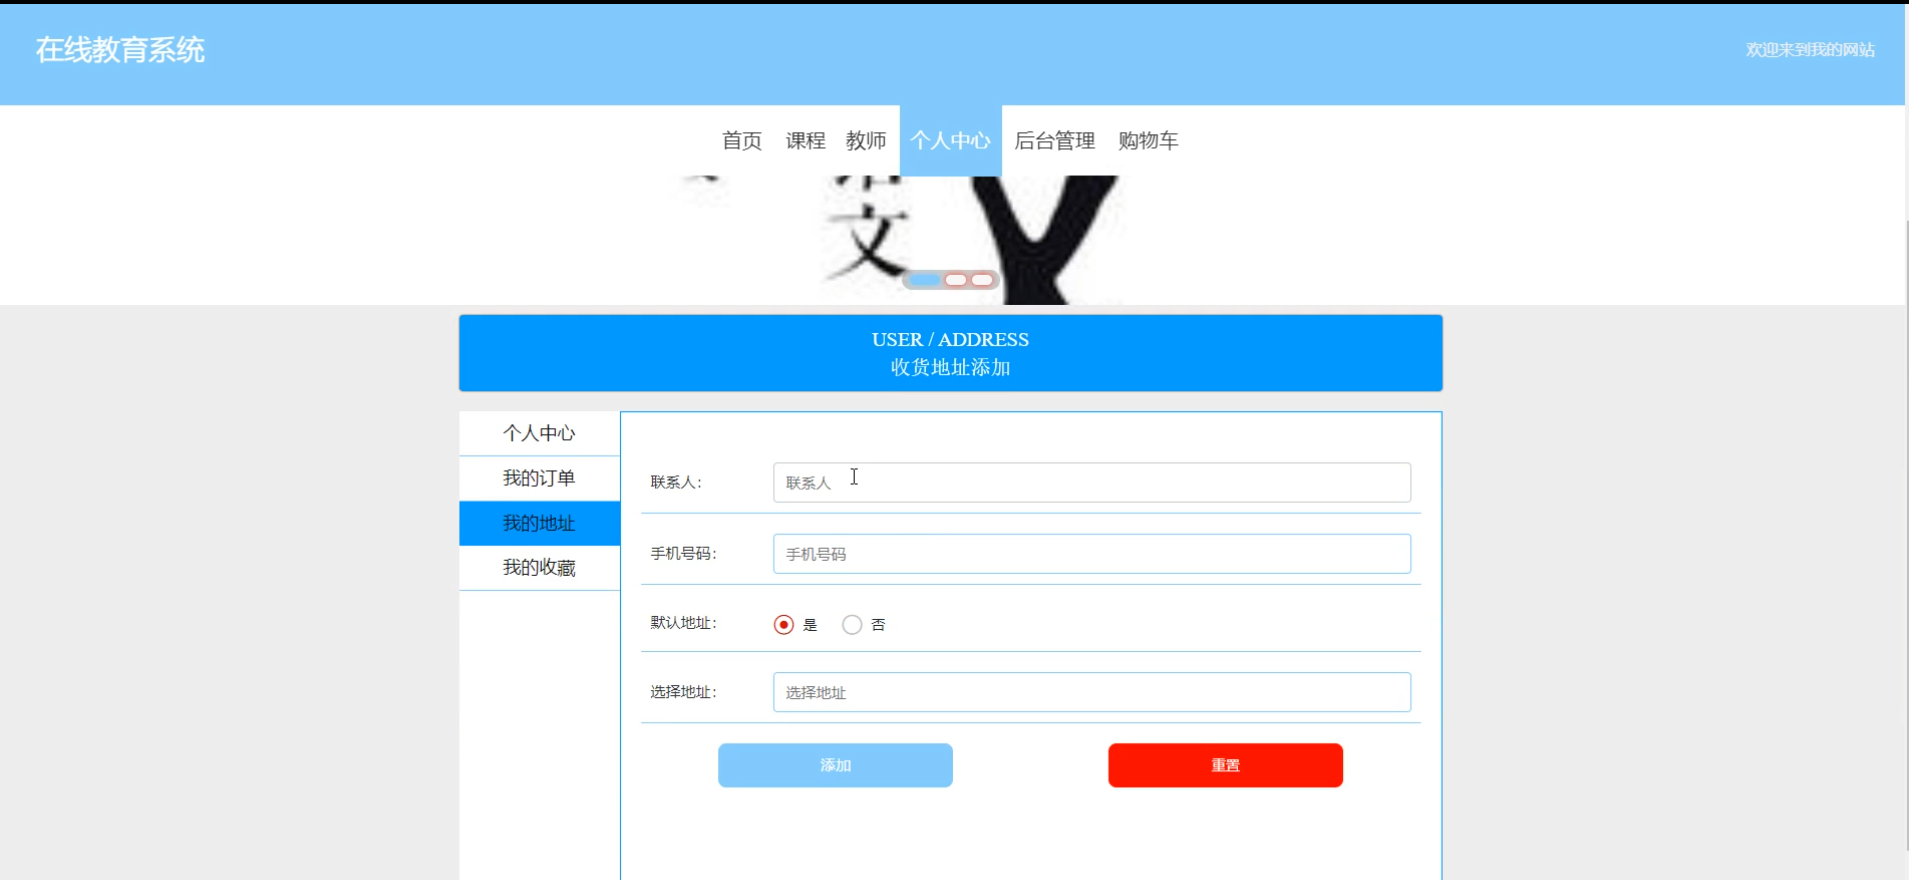 在线教育系统
欢迎来到我的网站
首页 课程 教师 个人中心 后台管理 购物车
文
USER / ADDRESS
收货地址添加
个人中心
我的订单
我的地址
我的收藏
联系人： 联系人
手机号码： 手机号码
默认地址： 是 否
选择地址： 选择地址
添加 重置